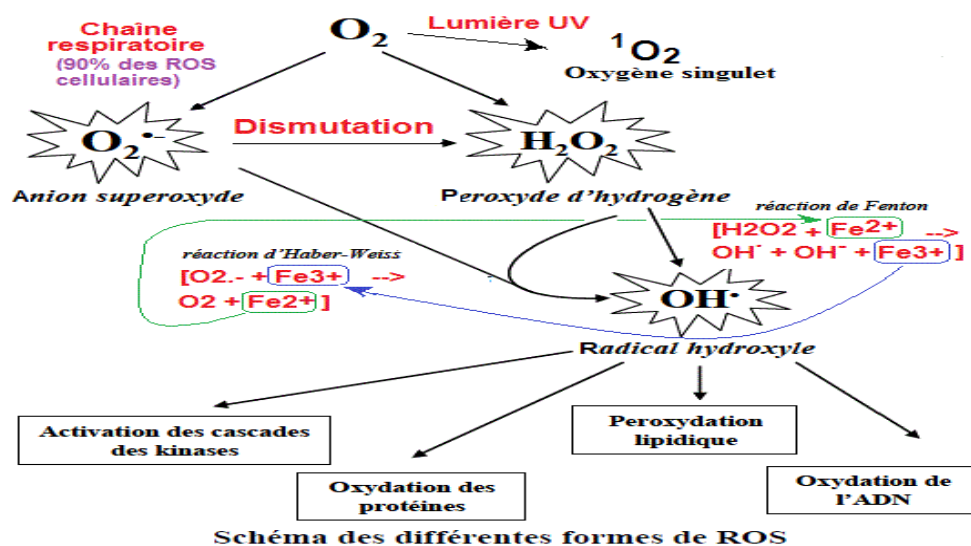 Chaîne
respiratoire
(90% des ROS
cellulaires)
O₂
Lumière UV
¹O₂
Oxygène singulet
O₂•–
Dismutation
H₂O₂
Anion superoxyde
Peroxyde d'hydrogène
réaction de Fenton
[H2O2 + Fe2+ -->
OH· + OH- + Fe3+ ]
réaction d'Haber-Weiss
[O2.- + Fe3+ -->
O2 + Fe2+ ]
OH•
Radical hydroxyle
Activation des cascades
des kinases
Oxydation des
protéines
Peroxydation
lipidique
Oxydation de
l'ADN
Schéma des différentes formes de ROS